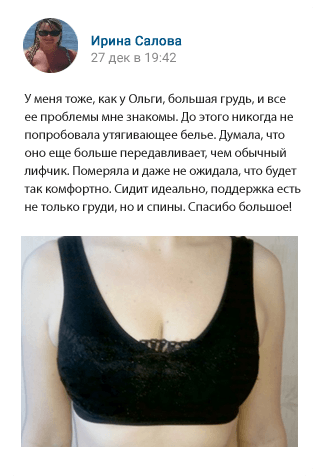 Ирина Салова
27 дек в 19:42
У меня тоже, как у Ольги, большая грудь, и все
ее проблемы мне знакомы. До этого никогда не
попробовала утягивающее белье. Думала, что
оно еще больше передавливает, чем обычный
лифчик. Померяла и даже не ожидала, что будет
так комфортно. Сидит идеально, поддержка есть
не только груди, но и спины. Спасибо большое!